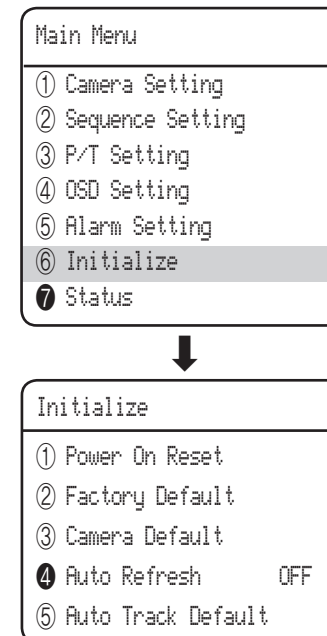 Main Menu
① Camera Setting
② Sequence Setting
③ P/T Setting
④ OSD Setting
⑤ Alarm Setting
⑥ Initialize
❼ Status
Initialize
① Power On Reset
② Factory Default
③ Camera Default
❹ Auto Refresh OFF
⑤ Auto Track Default